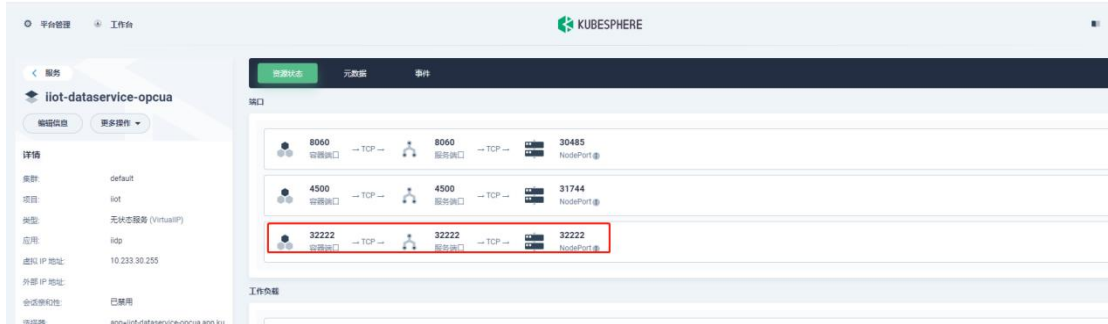 平台管理
工作台
KUBESPHERE
服务
iiot-dataservice-opcua
编辑信息
更多操作
详情
集群: default
项目: iiot
类型: 无状态服务 (VirtualIP)
应用: iidp
虚拟 IP 地址: 10.233.30.255
外部 IP 地址:
会话亲和性: 已禁用
app=iiot-dataservice-opcua,app.ku
资源状态
元数据
事件
端口
8060 → TCP → 8060 → TCP → 30485
容器端口 服务端口 NodePort
4500 → TCP → 4500 → TCP → 31744
容器端口 服务端口 NodePort
32222 → TCP → 32222 → TCP → 32222
容器端口 服务端口 NodePort
工作负载